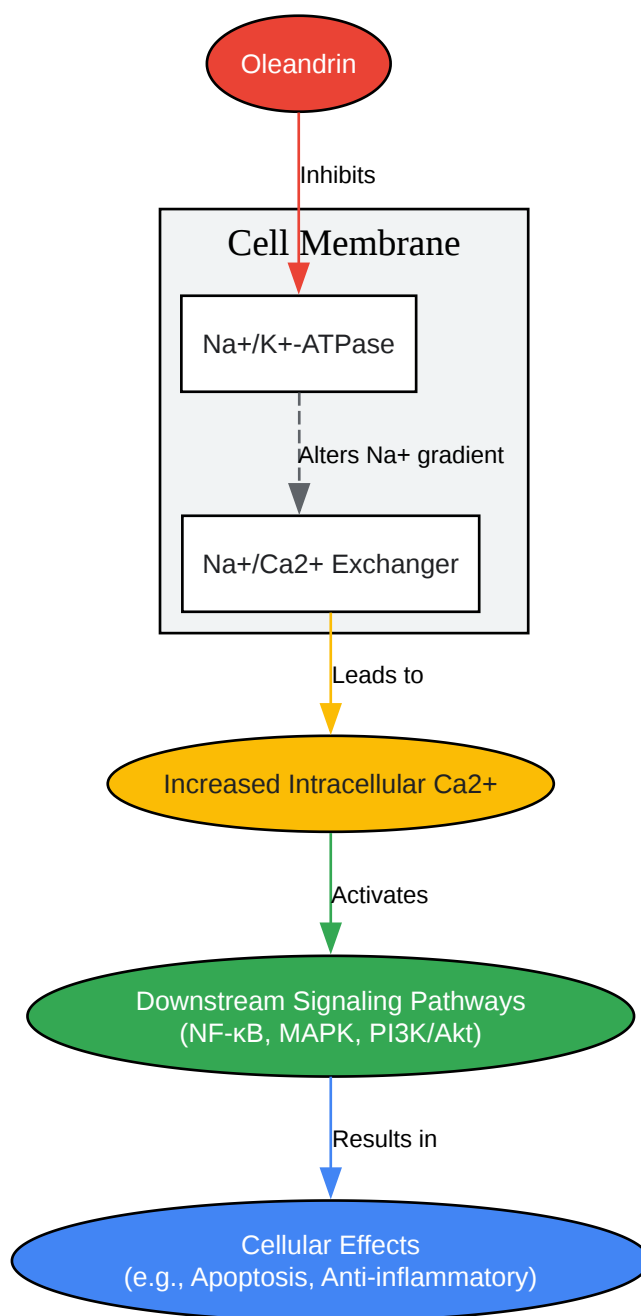 Oleandrin
Inhibits
Cell Membrane
Na+/K+-ATPase
Alters Na+ gradient
Na+/Ca2+ Exchanger
Leads to
Increased Intracellular Ca2+
Activates
Downstream Signaling Pathways
(NF-κB, MAPK, PI3K/Akt)
Results in
Cellular Effects
(e.g., Apoptosis, Anti-inflammatory)